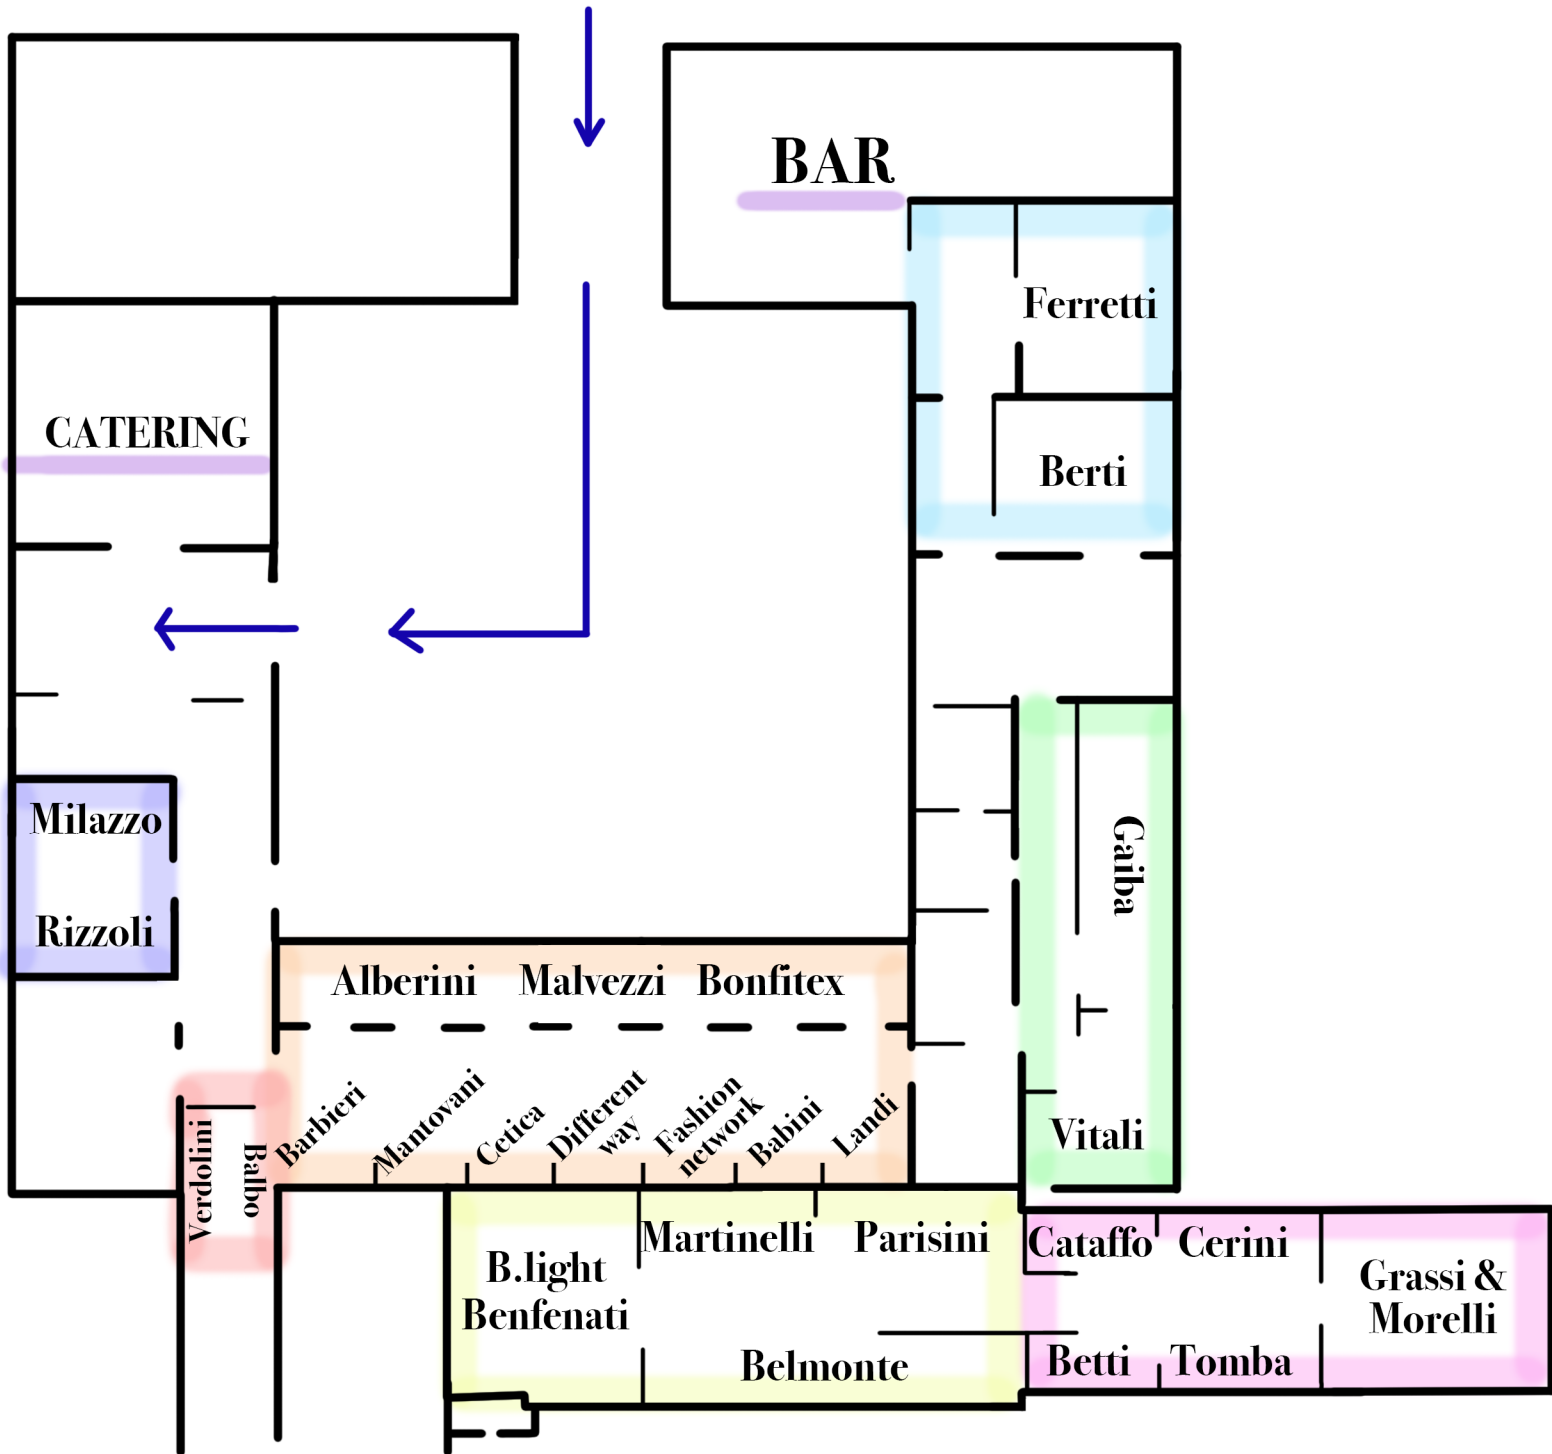 BAR
Ferretti
CATERING
Berti
Milazzo
Rizzoli
Gaiba
Alberini
Malvezzi
Bonfitex
Barbieri
Mantovani
Cetica
Different
way
Fashion
network
Babini
Landi
Vitali
Verdolini
Balbo
B.light
Benfenati
Martinelli
Parisini
Belmonte
Cataffo
Cerini
Grassi &
Morelli
Betti
Tomba